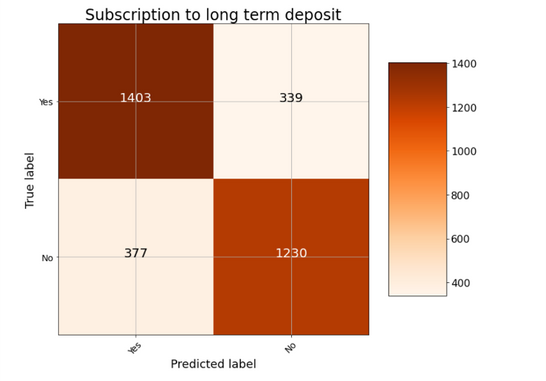 Subscription to long term deposit
Yes
1403
339
No
377
1230
True label
Yes
No
Predicted label
1400
1200
1000
800
600
400